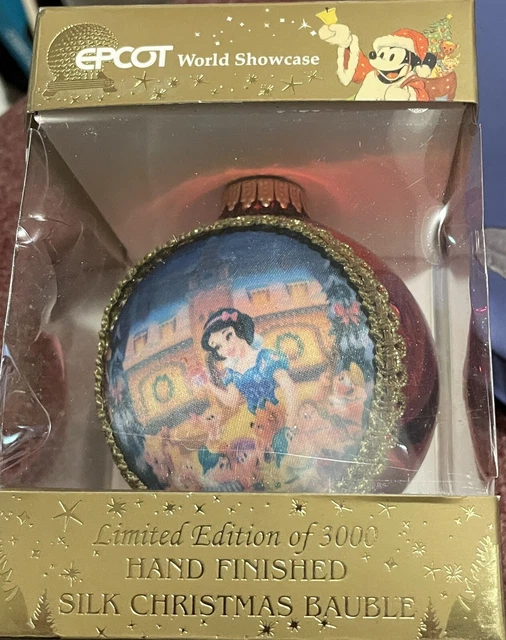 EPCOT World Showcase
Limited Edition of 3000
HAND FINISHED
SILK CHRISTMAS BAUBLE